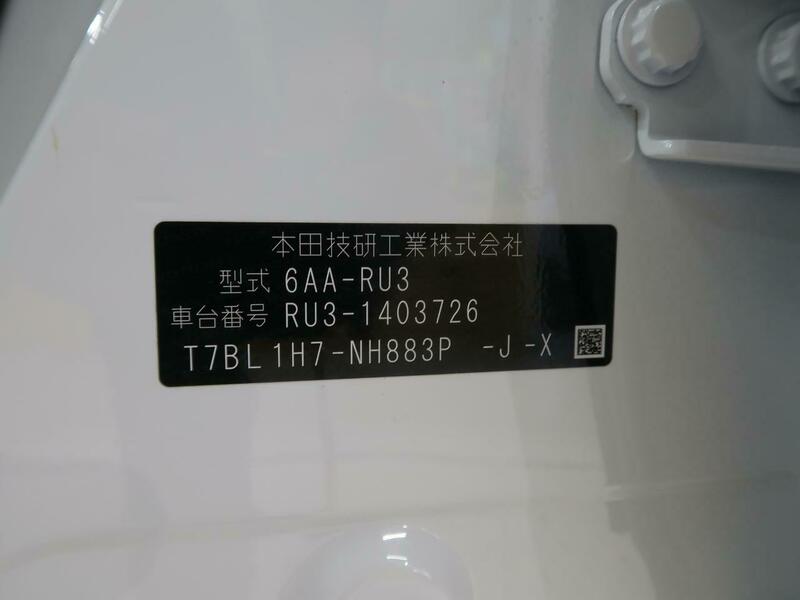 本田技研工業株式会社
型式 6AA-RU3
車台番号 RU3-1403726
T7BL1H7-NH883P -J-X